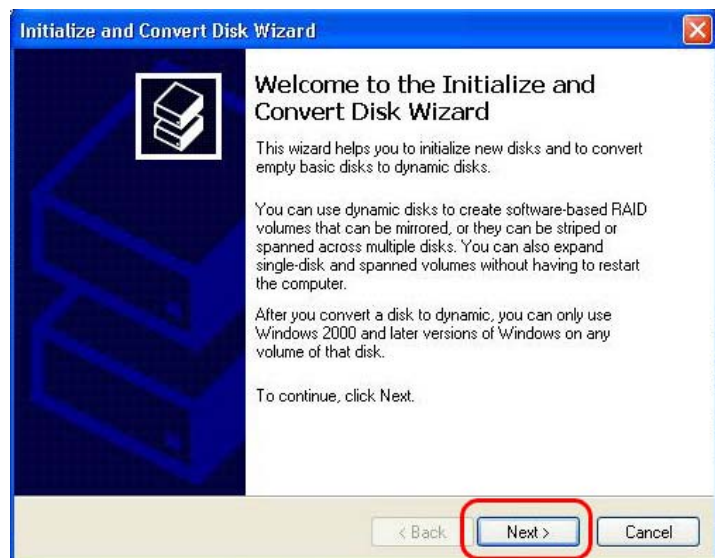 Initialize and Convert Disk Wizard
Welcome to the Initialize and
Convert Disk Wizard
This wizard helps you to initialize new disks and to convert
empty basic disks to dynamic disks.
You can use dynamic disks to create software-based RAID
volumes that can be mirrored, or they can be striped or
spanned across multiple disks. You can also expand
single-disk and spanned volumes without having to restart
the computer.
After you convert a disk to dynamic, you can only use
Windows 2000 and later versions of Windows on any
volume of that disk.
To continue, click Next.
< Back
Next >
Cancel